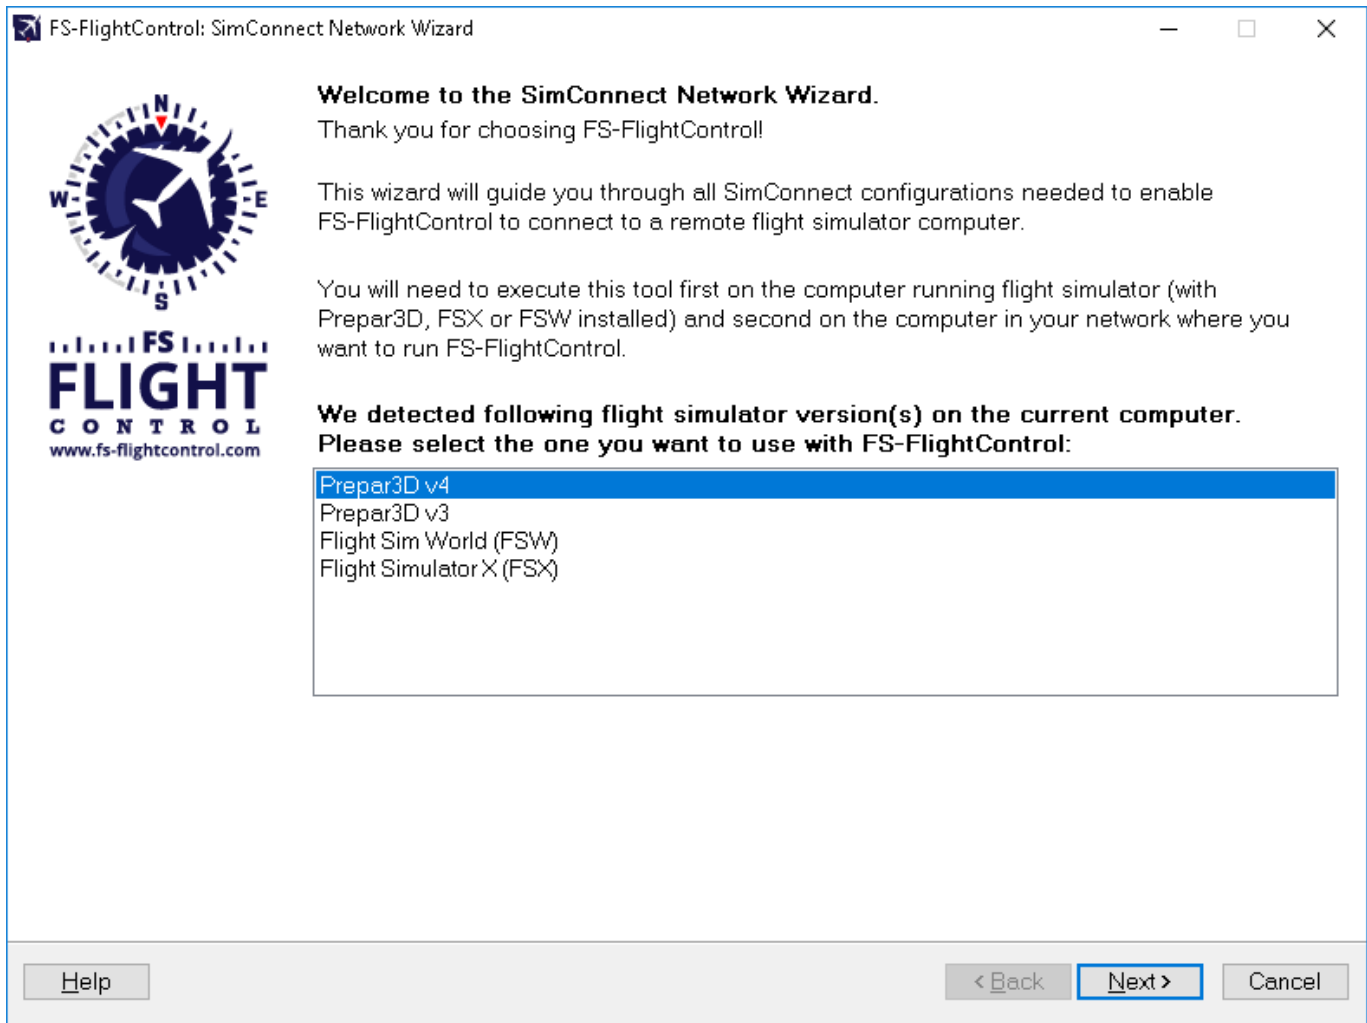 FS-FlightControl: SimConnect Network Wizard
N
W
E
S
FS
FLIGHT
CONTROL
www.fs-flightcontrol.com
Welcome to the SimConnect Network Wizard.
Thank you for choosing FS-FlightControl!
This wizard will guide you through all SimConnect configurations needed to enable
FS-FlightControl to connect to a remote flight simulator computer.
You will need to execute this tool first on the computer running flight simulator (with
Prepar3D, FSX or FSW installed) and second on the computer in your network where you
want to run FS-FlightControl.
We detected following flight simulator version(s) on the current computer.
Please select the one you want to use with FS-FlightControl:
Prepar3D v4
Prepar3D v3
Flight Sim World (FSW)
Flight Simulator X (FSX)
Help
< Back
Next >
Cancel